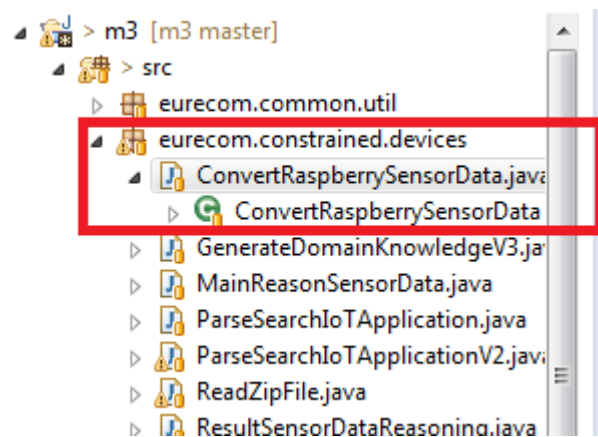 > m3 [m3 master]
> src
eurecom.common.util
eurecom.constrained.devices
ConvertRaspberrySensorData.java
ConvertRaspberrySensorData
GenerateDomainKnowledgeV3.ja
MainReasonSensorData.java
ParseSearchIoTApplication.java
ParseSearchIoTApplicationV2.java
ReadZipFile.java
ResultSensorDataReasoning.java